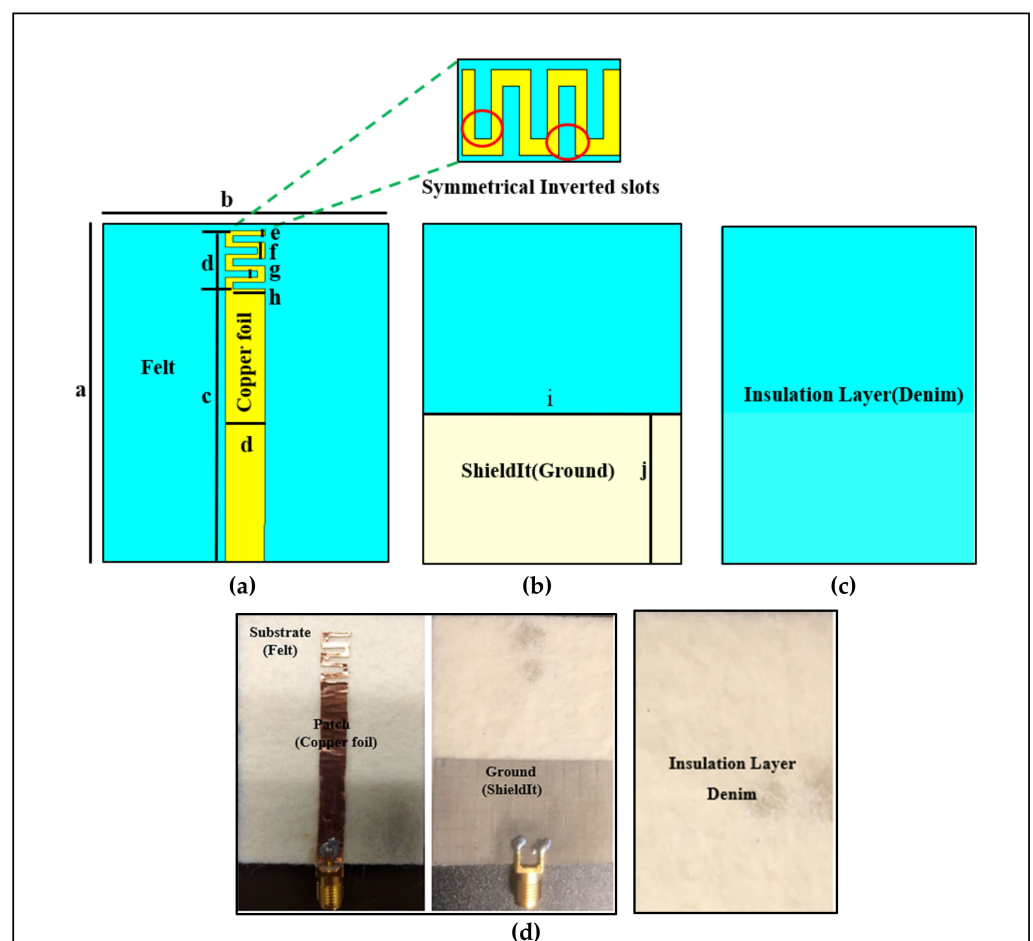 Symmetrical Inverted slots
b
e
d
f
g
h
Copper foil
Felt
a
c
d
i
ShieldIt(Ground)
j
Insulation Layer(Denim)
(a)
(b)
(c)
Substrate
(Felt)
Patch
(Copper foil)
Ground
(ShieldIt)
Insulation Layer
Denim
(d)